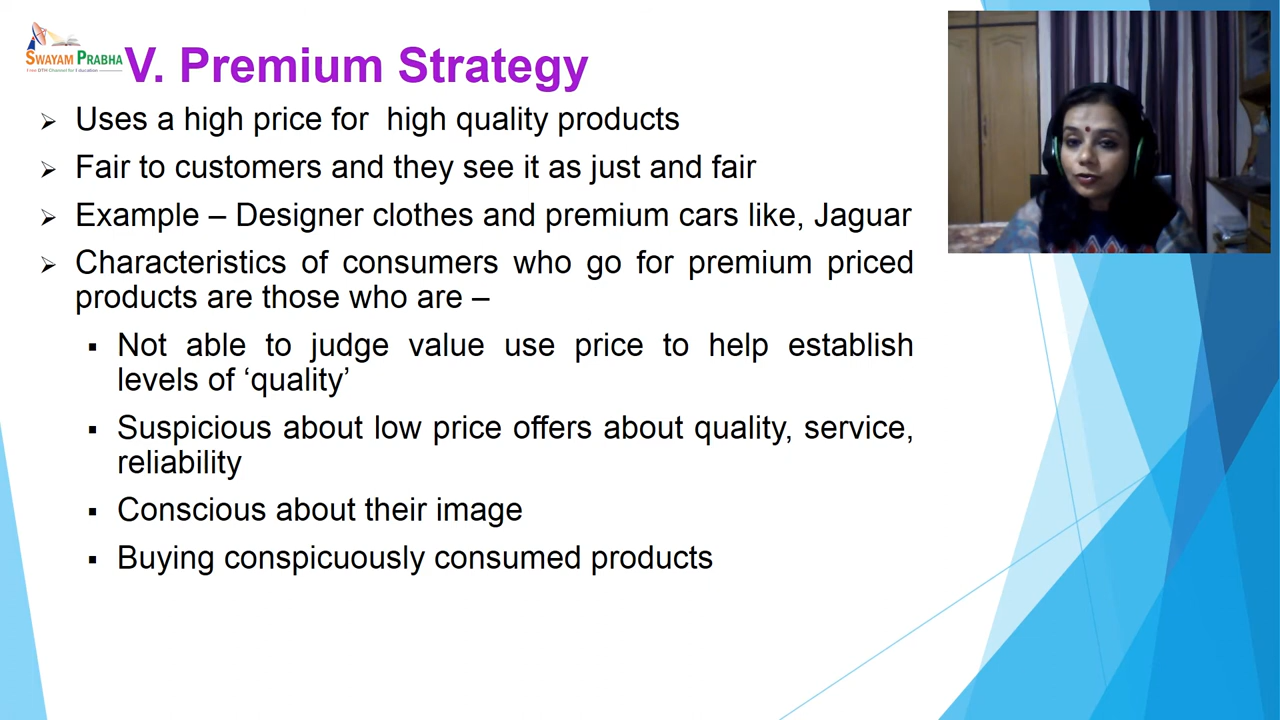 SWAYAM PRABHA
V. Premium Strategy
Uses a high price for high quality products
Fair to customers and they see it as just and fair
Example – Designer clothes and premium cars like, Jaguar
Characteristics of consumers who go for premium priced
products are those who are –
Not able to judge value use price to help establish
levels of ‘quality’
Suspicious about low price offers about quality, service,
reliability
Conscious about their image
Buying conspicuously consumed products